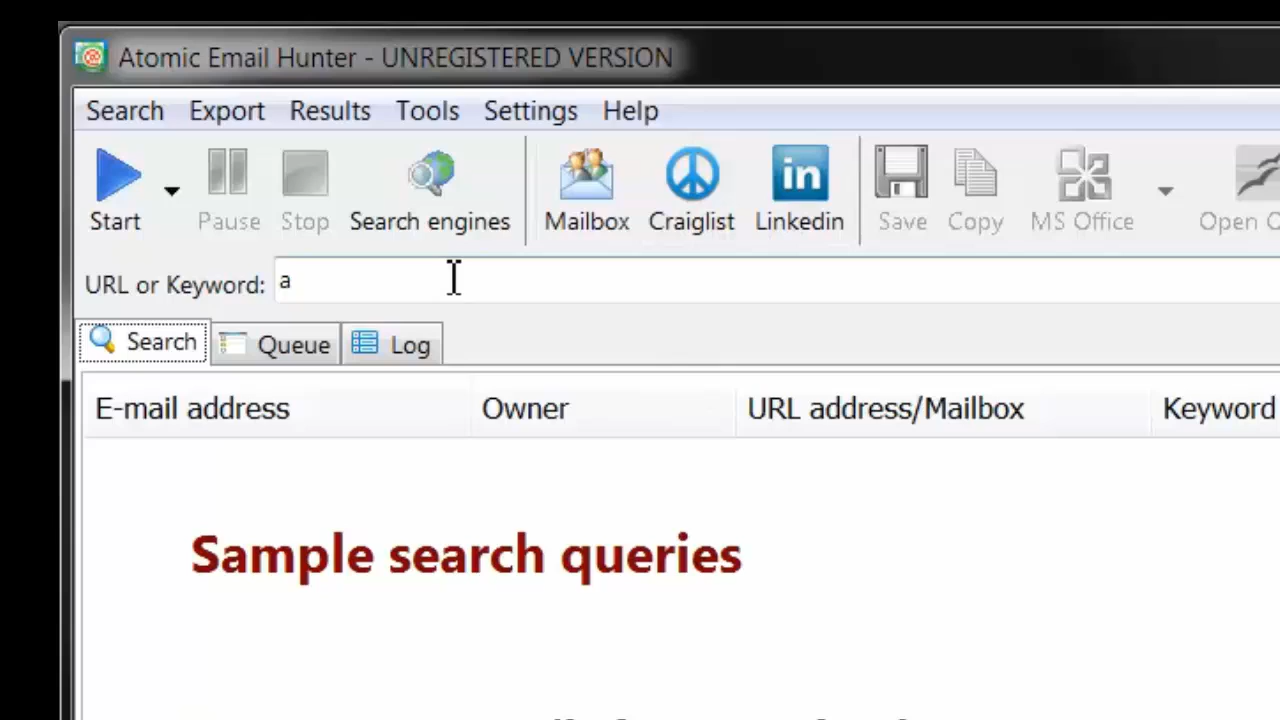 Atomic Email Hunter - UNREGISTERED VERSION
Search Export Results Tools Settings Help
Start Pause Stop Search engines Mailbox Craiglist Linkedin Save Copy MS Office Open
URL or Keyword: a
Search Queue Log
E-mail address Owner URL address/Mailbox Keyword
Sample search queries